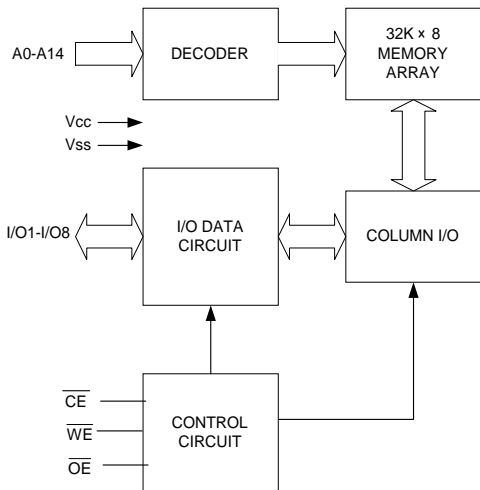 A0-A14
DECODER
32K x 8
MEMORY
ARRAY
Vcc
Vss
I/O1-I/O8
I/O DATA
CIRCUIT
COLUMN I/O
CE
WE
OE
CONTROL
CIRCUIT